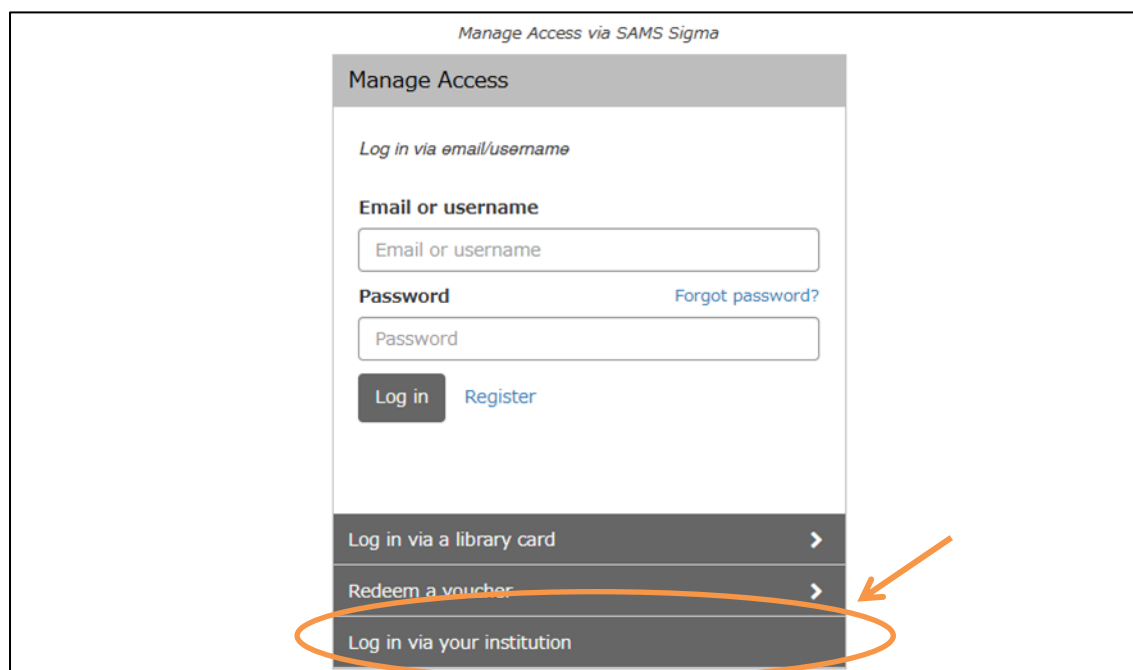 Manage Access via SAMS Sigma
Manage Access
Log in via email/username
Email or username
Email or username
Password Forgot password?
Password
Log in Register
Log in via a library card
Redeem a voucher
Log in via your institution